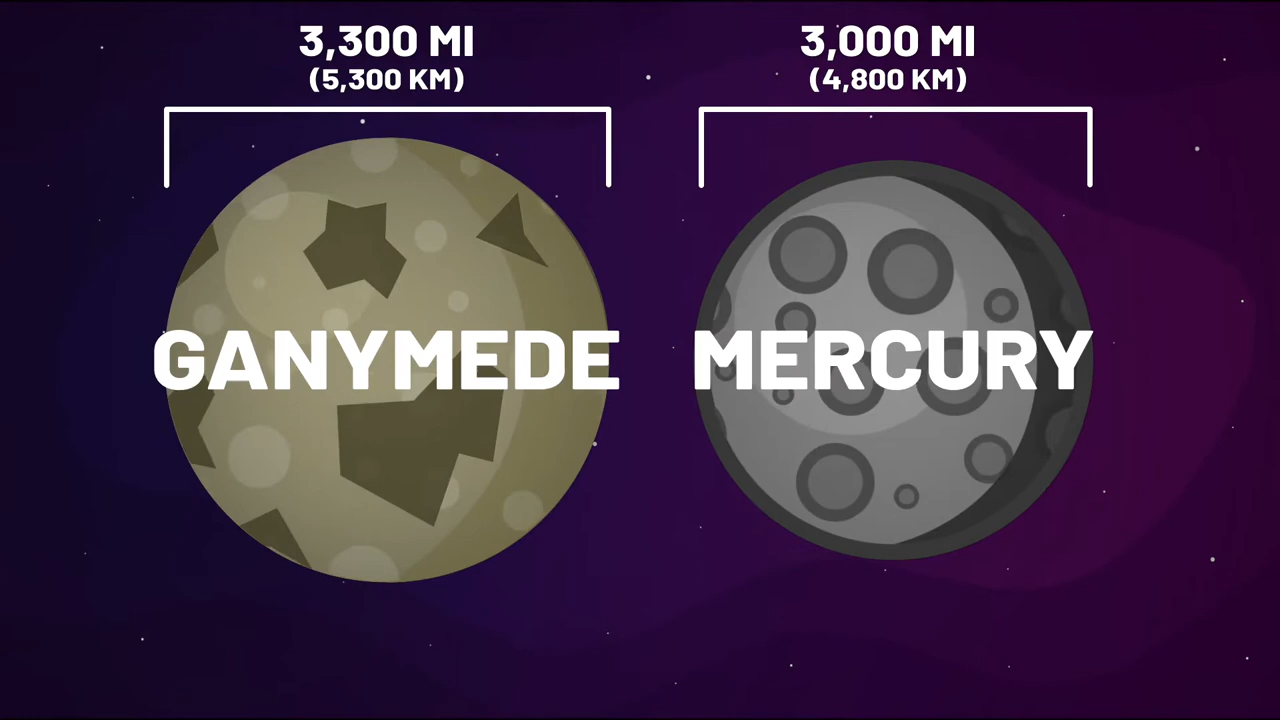 3,300 MI
(5,300 KM)
3,000 MI
(4,800 KM)
GANYMEDE
MERCURY